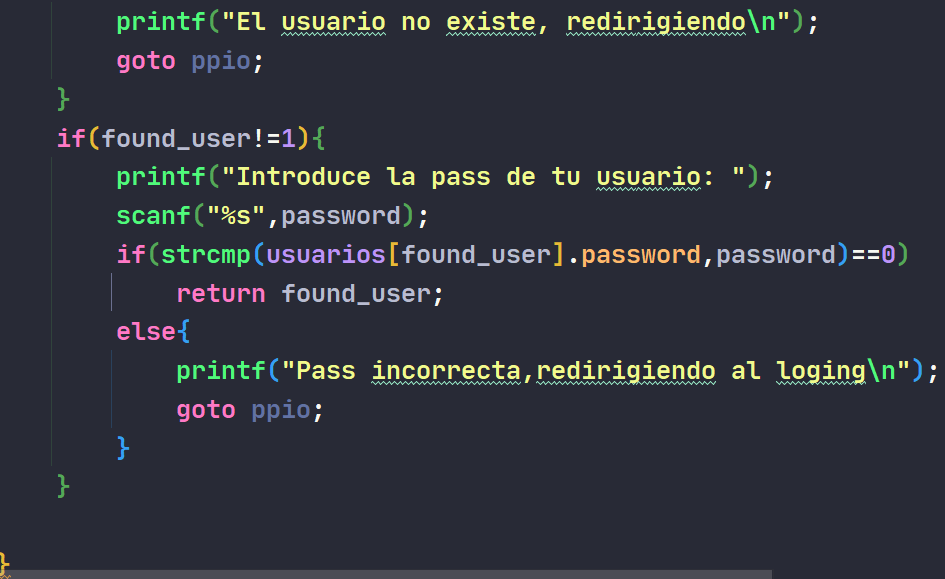 printf("El usuario no existe, redirigiendo\n");
goto ppio;
}
if(found_user!=1){
printf("Introduce la pass de tu usuario: ");
scanf("%s",password);
if(strcmp(usuarios[found_user].password,password)==0)
return found_user;
else{
printf("Pass incorrecta,redirigiendo al loging\n");
goto ppio;
}
}
}